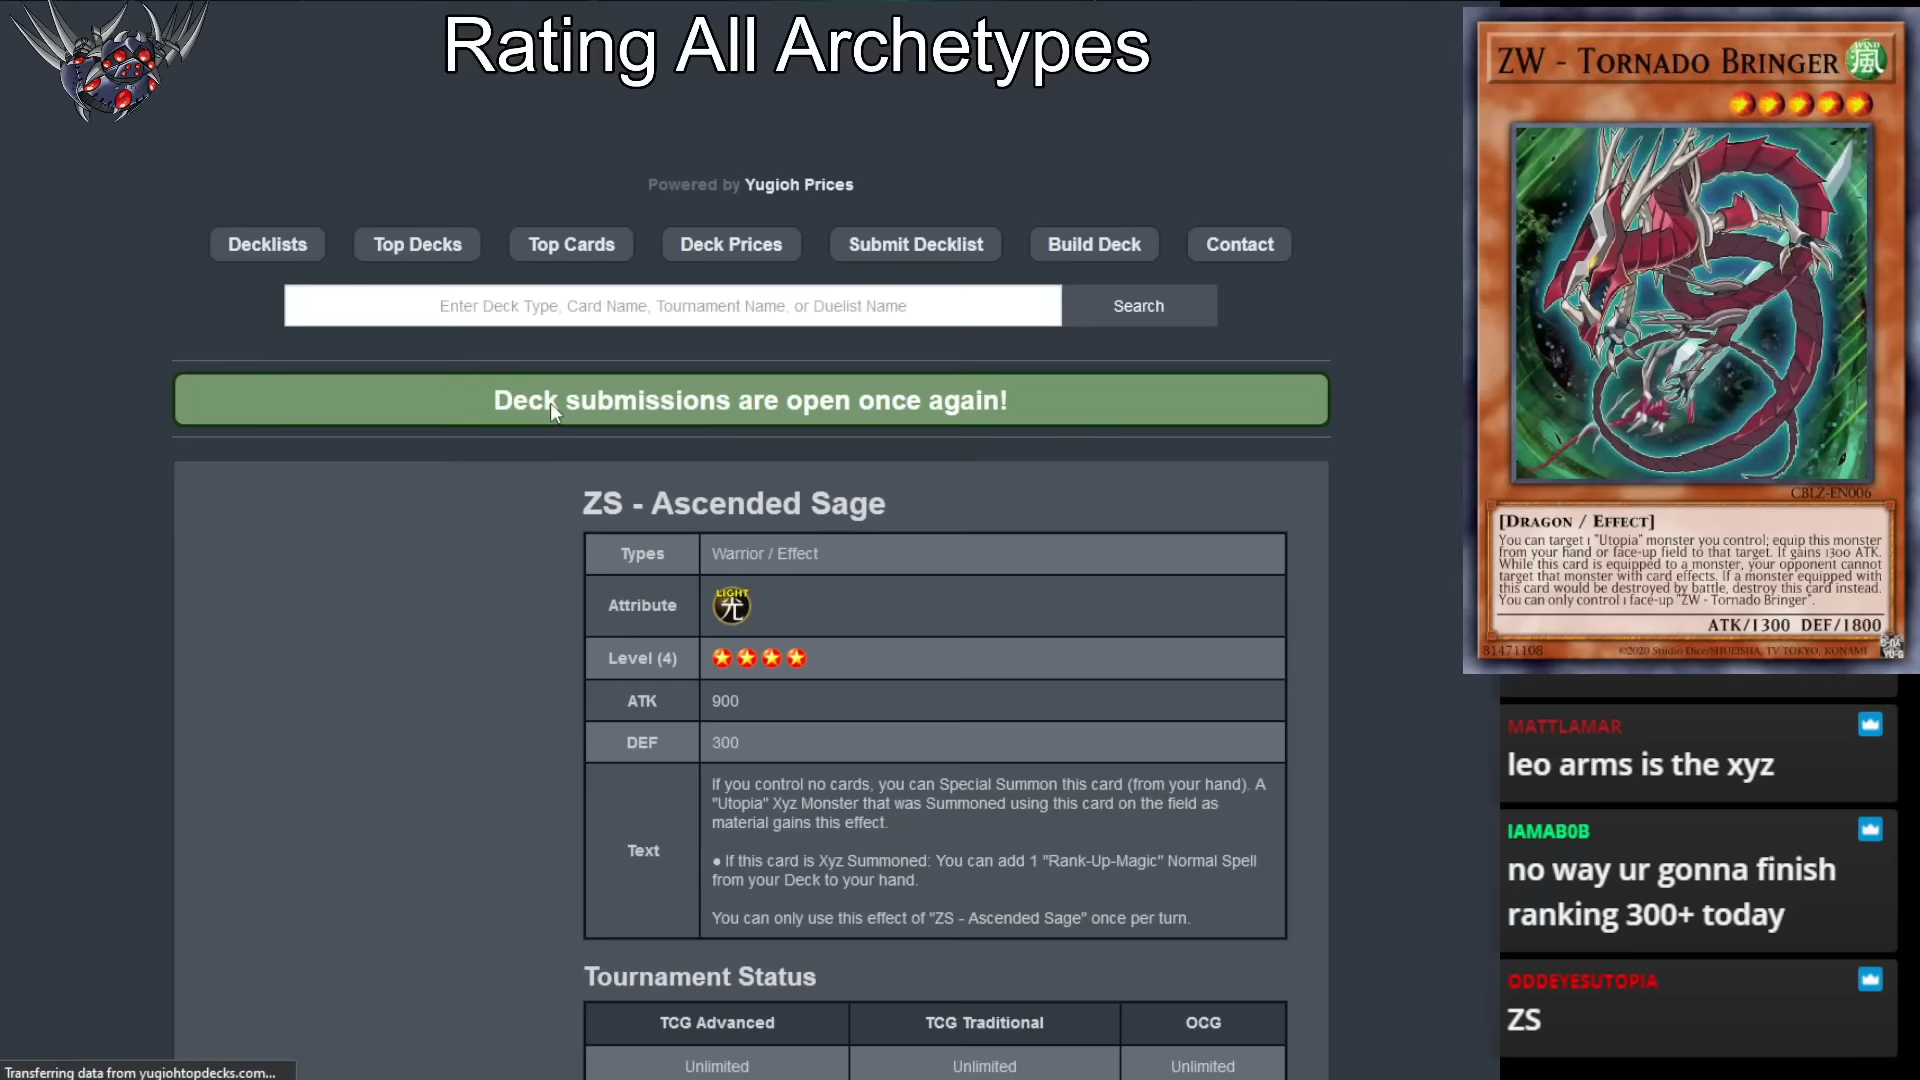 Rating All Archetypes
Powered by Yugioh Prices
Decklists
Top Decks
Top Cards
Deck Prices
Submit Decklist
Build Deck
Contact
Enter Deck Type, Card Name, Tournament Name, or Duelist Name
Search
Deck submissions are open once again!
ZS - Ascended Sage
Types
Warrior / Effect
Attribute
LIGHT
光
Level (4)
ATK
900
DEF
300
Text
If you control no cards, you can Special Summon this card (from your hand). A
"Utopia" Xyz Monster that was Summoned using this card on the field as
material gains this effect.
● If this card is Xyz Summoned: You can add 1 "Rank-Up-Magic" Normal Spell
from your Deck to your hand.
You can only use this effect of "ZS - Ascended Sage" once per turn.
Tournament Status
TCG Advanced
TCG Traditional
OCG
Unlimited
Unlimited
Unlimited
Transferring data from yugiohtopdecks.com...
ZW - TORNADO BRINGER
WIND
風
CBLZ-EN006
[DRAGON / EFFECT]
You can target 1 "Utopia" monster you control; equip this monster
from your hand or face-up field to that target. It gains 1300 ATK.
While this card is equipped to a monster, your opponent cannot
target that monster with card effects. If a monster equipped with
this card would be destroyed by battle, destroy this card instead.
You can only control 1 face-up "ZW - Tornado Bringer".
ATK/1300 DEF/1800
81471108
©2020 Studio Dice/SHUEISHA, TV TOKYO, KONAMI
MATTLAMAR
leo arms is the xyz
IAMAB0B
no way ur gonna finish
ranking 300+ today
ODDEYESUTOPIA
ZS